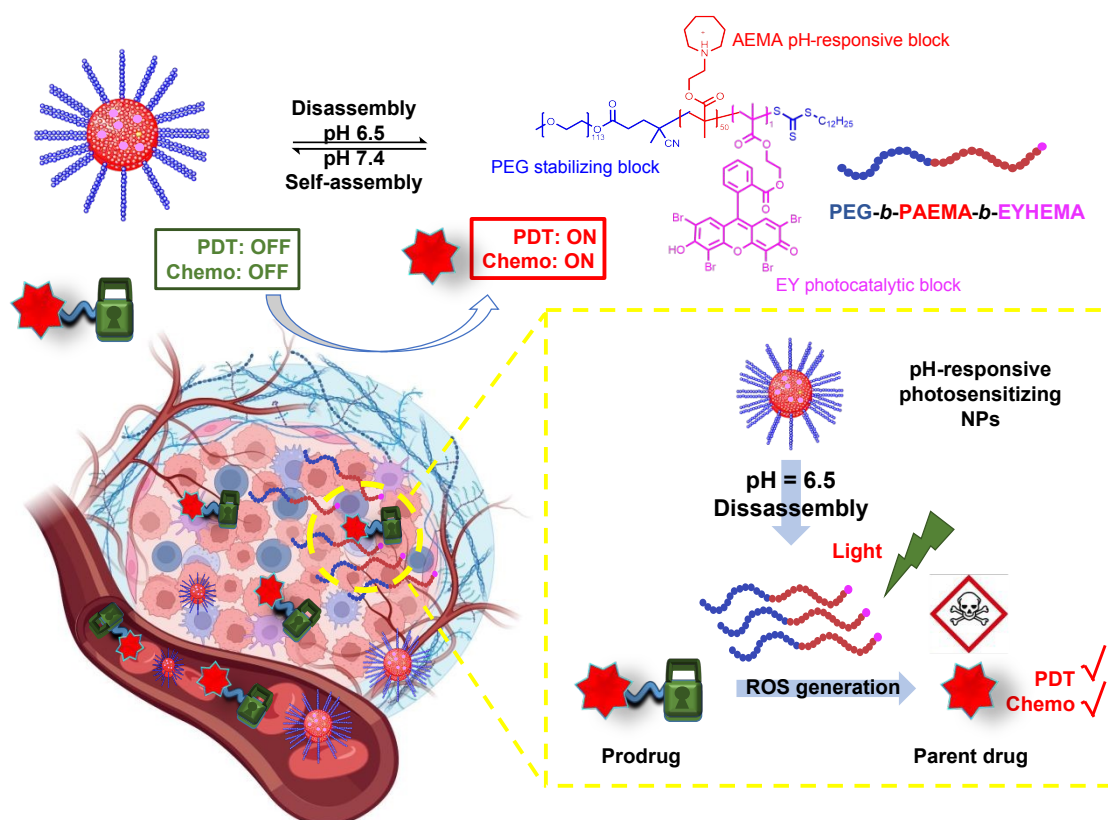 AEMA pH-responsive block
Disassembly
pH 6.5
pH 7.4
Self-assembly
H
N
O
O
O
113
O
O
CN
50
O
O
1
S
S
S
C12H25
PEG stabilizing block
O
O
Br
Br
HO
O
O
Br
Br
EY photocatalytic block
PEG-b-PAEMA-b-EYHEMA
PDT: OFF
Chemo: OFF
PDT: ON
Chemo: ON
pH-responsive
photosensitizing
NPs
pH = 6.5
Dissassembly
Light
ROS generation
PDT
Chemo
Prodrug
Parent drug